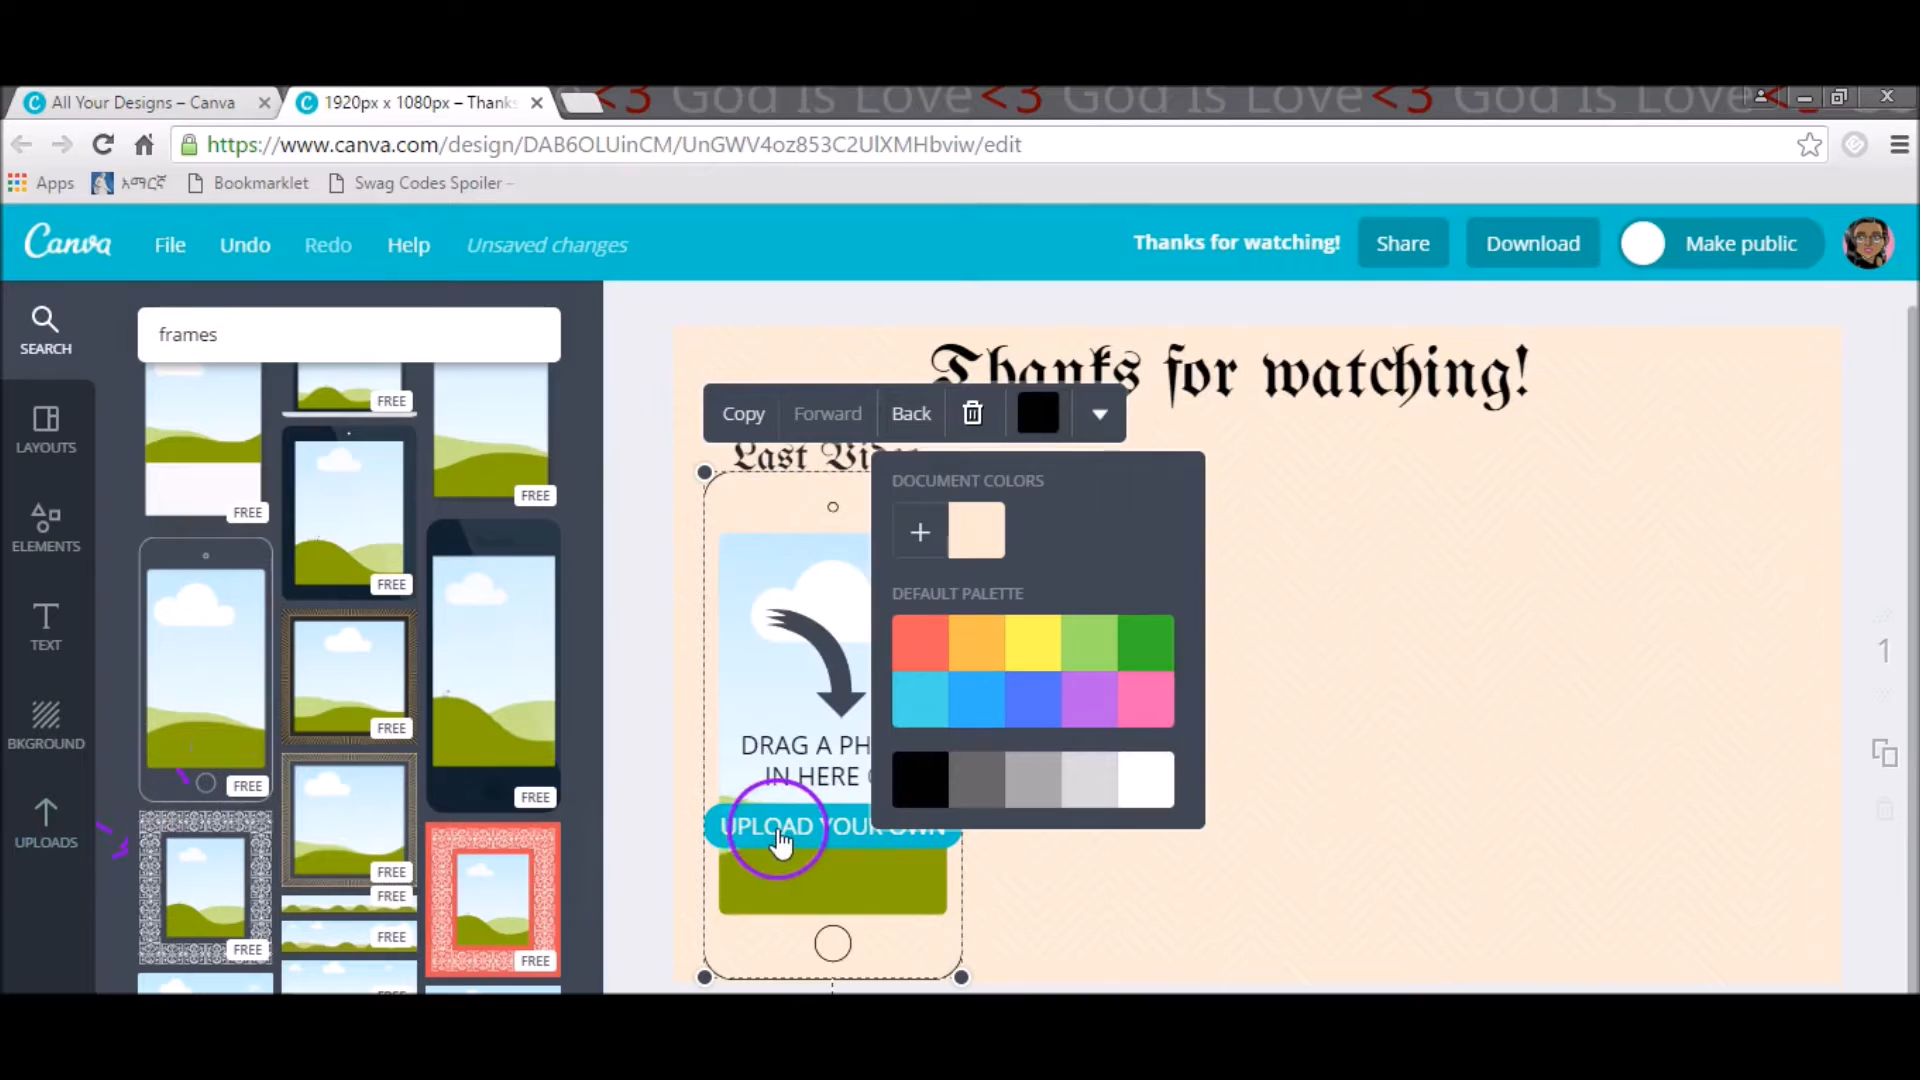 <3 God Is Love <3 God Is Love <3 God Is Love
All Your Designs – Canva
1920px x 1080px – Thanks
https://www.canva.com/design/DAB6OLUinCM/UnGWV4oz853C2UlXMHbviw/edit
Apps አማርኛ Bookmarklet Swag Codes Spoiler –
Canva File Undo Redo Help Unsaved changes Thanks for watching! Share Download Make public
SEARCH
LAYOUTS
ELEMENTS
TEXT
BKGROUND
UPLOADS
frames
FREE
FREE
FREE
FREE
FREE
FREE
FREE
FREE
FREE
FREE
FREE
FREE
FREE
Thanks for watching!
Copy Forward Back
Last Vid
DOCUMENT COLORS
+
DEFAULT PALETTE
DRAG A PH
IN HERE
UPLOAD YOUR OWN
1